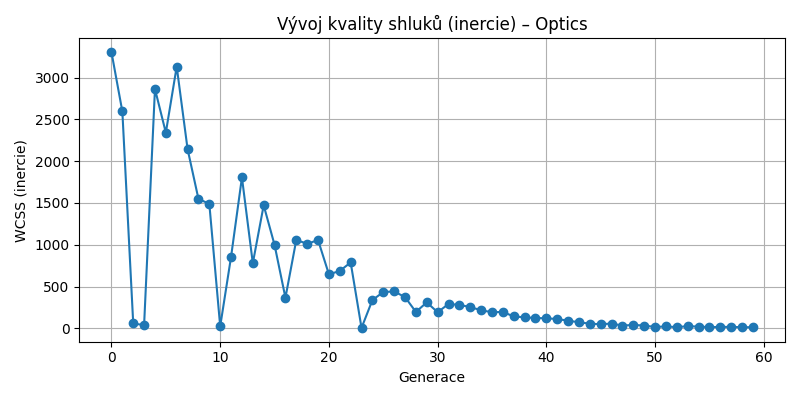 Vývoj kvality shluků (inercie) – Optics
WCSS (inercie)
3000
2500
2000
1500
1000
500
0
0 10 20 30 40 50 60
Generace